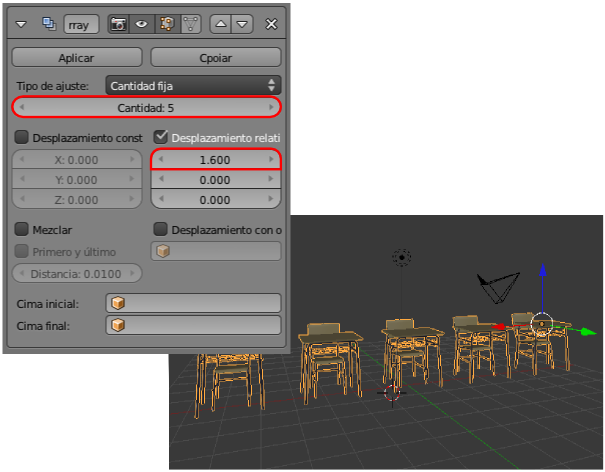 rray
Aplicar
Cpoiar
Tipo de ajuste:
Cantidad fija
Cantidad: 5
Desplazamiento const
Desplazamiento relati
X: 0.000
1.600
Y: 0.000
0.000
Z: 0.000
0.000
Mezclar
Desplazamiento con o
Primero y último
Distancia: 0.0100
Cima inicial:
Cima final: